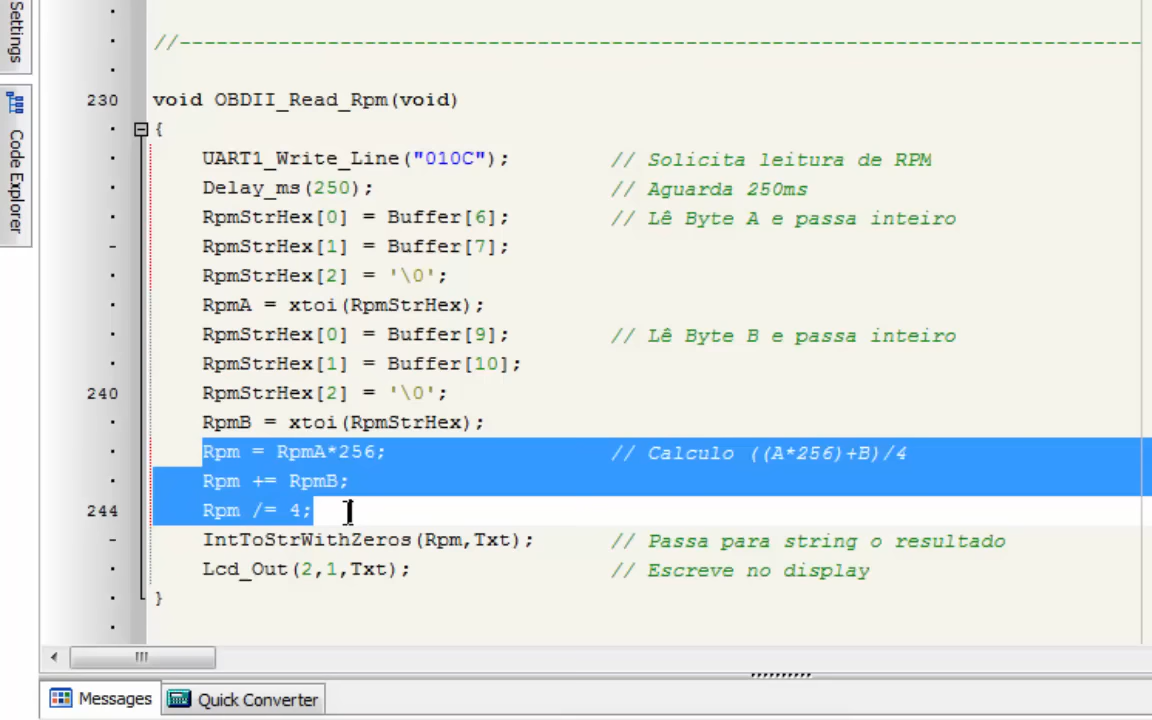 Settings
Code Explorer
//------------------------------------------------------------------------------
230 void OBDII_Read_Rpm(void)
{
UART1_Write_Line("010C"); // Solicita leitura de RPM
Delay_ms(250); // Aguarda 250ms
RpmStrHex[0] = Buffer[6]; // Lê Byte A e passa inteiro
RpmStrHex[1] = Buffer[7];
RpmStrHex[2] = '\0';
RpmA = xtoi(RpmStrHex);
RpmStrHex[0] = Buffer[9]; // Lê Byte B e passa inteiro
RpmStrHex[1] = Buffer[10];
240 RpmStrHex[2] = '\0';
RpmB = xtoi(RpmStrHex);
Rpm = RpmA*256; // Calculo ((A*256)+B)/4
Rpm += RpmB;
244 Rpm /= 4;
IntToStrWithZeros(Rpm,Txt); // Passa para string o resultado
Lcd_Out(2,1,Txt); // Escreve no display
}
Messages Quick Converter